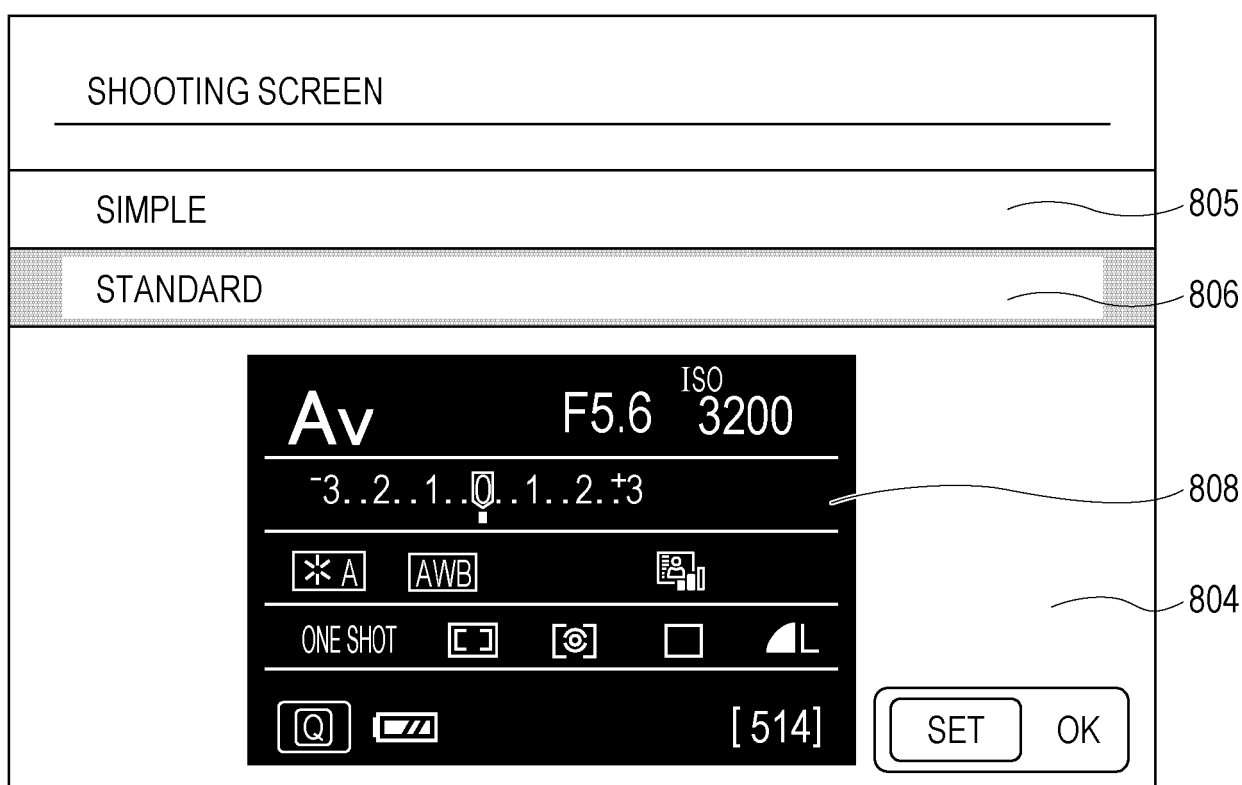 SHOOTING SCREEN
SIMPLE
805
STANDARD
806
Av F5.6 ISO 3200
-3..2..1..0..1..2..+3
808
A AWB
804
ONE SHOT L
Q [514]
SET OK